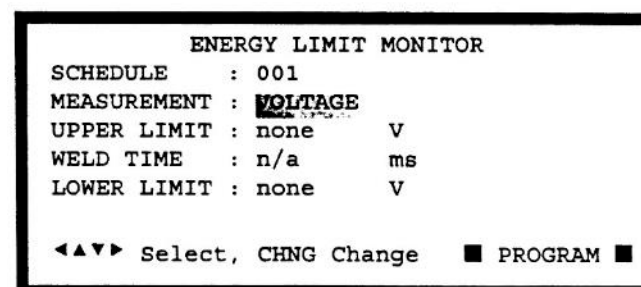 ENERGY LIMIT MONITOR
SCHEDULE : 001
MEASUREMENT : VOLTAGE
UPPER LIMIT : none V
WELD TIME : n/a ms
LOWER LIMIT : none V
◀▲▼▶ Select, CHNG Change ■ PROGRAM ■